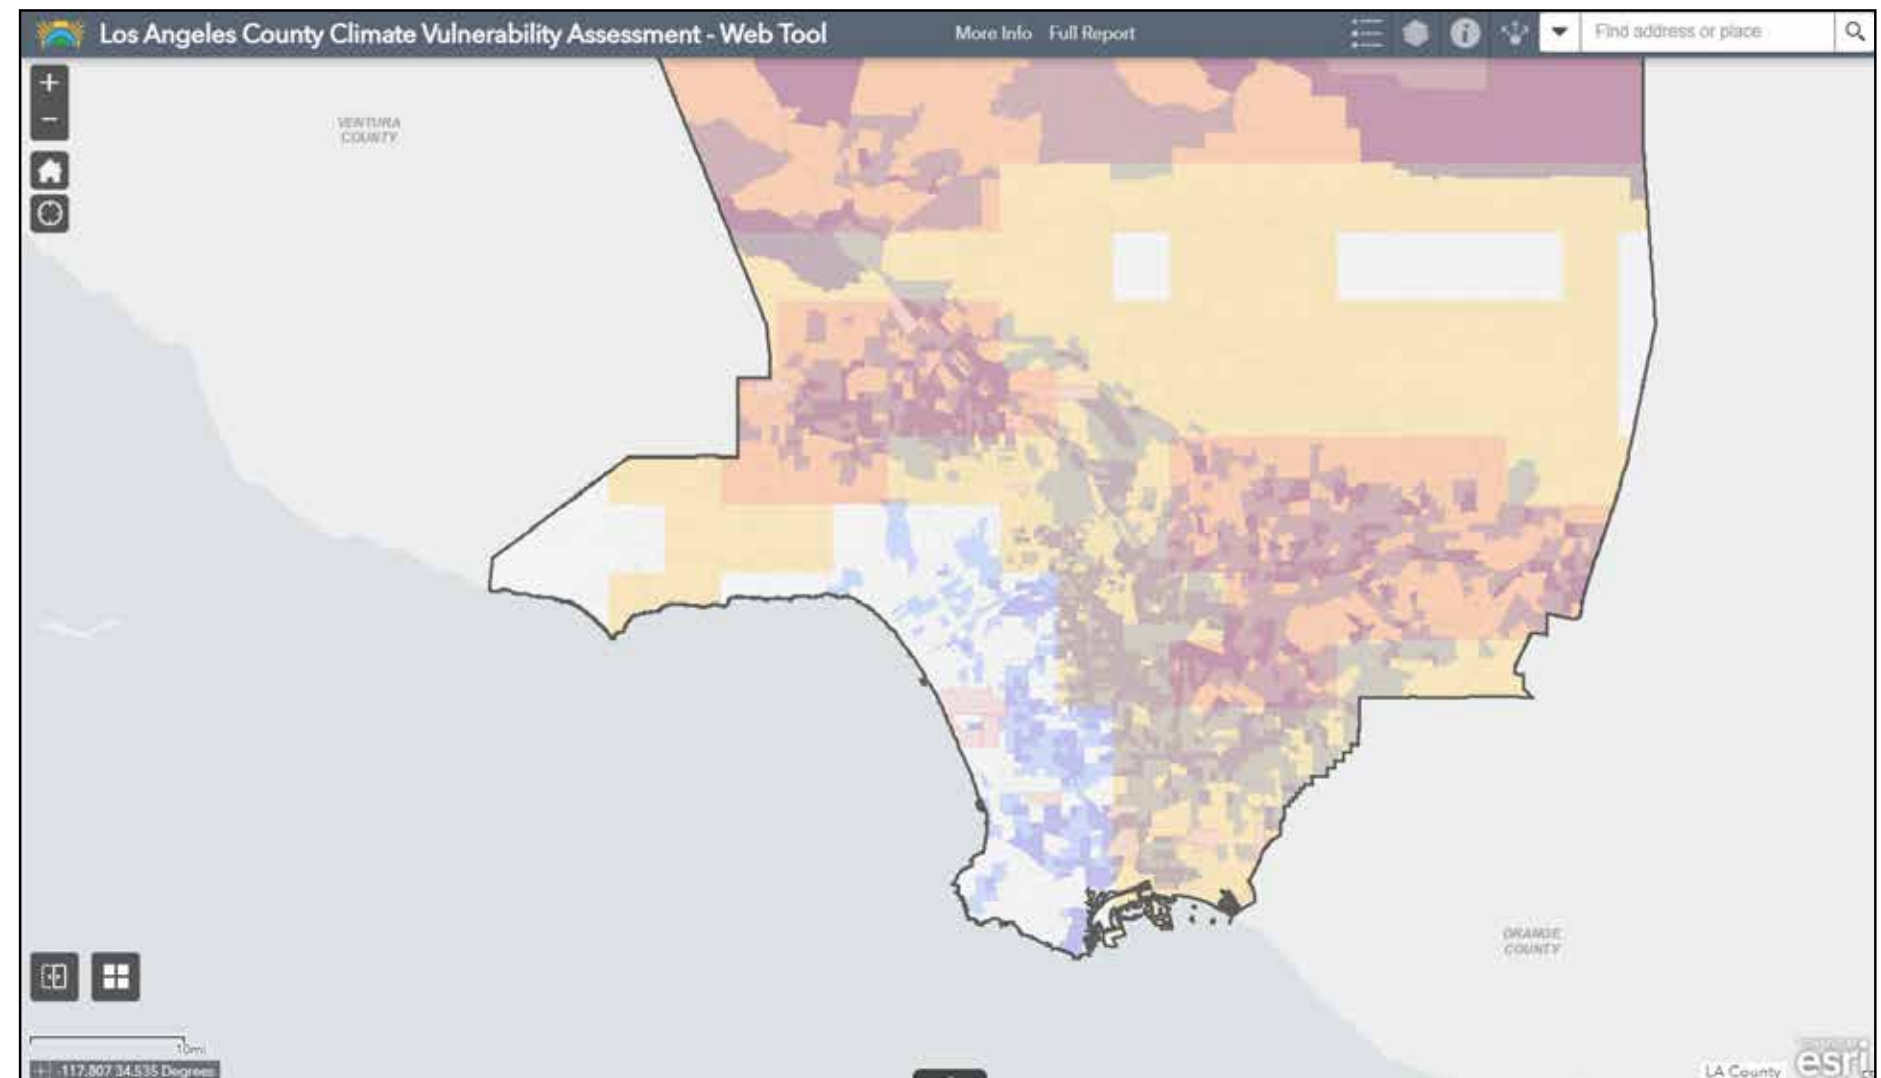 Los Angeles County Climate Vulnerability Assessment - Web Tool
More Info
Full Report
Find address or place
VENTURA
COUNTY
ORANGE
COUNTY
10mi
-117.807 34.535 Degrees
LA County
esri